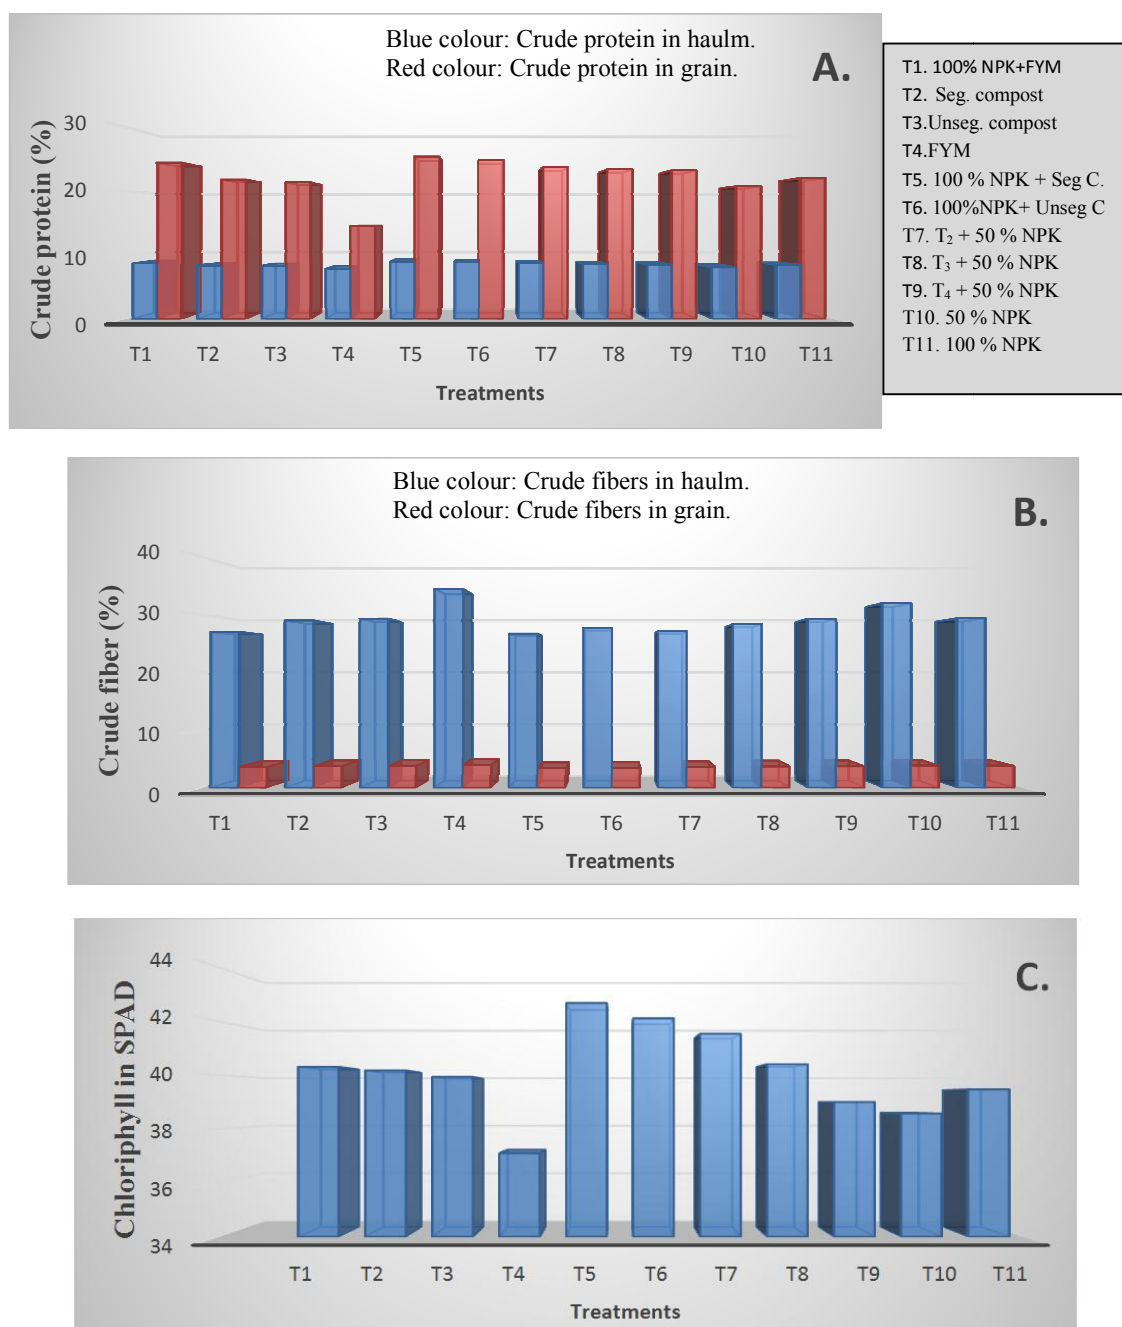 Blue colour: Crude protein in haulm.
Red colour: Crude protein in grain.
A.
Crude protein (%)
30
20
10
0
T1 T2 T3 T4 T5 T6 T7 T8 T9 T10 T11
Treatments
T1. 100% NPK+FYM
T2. Seg. compost
T3.Unseg. compost
T4.FYM
T5. 100 % NPK + Seg C.
T6. 100%NPK+ Unseg C
T7. T₂ + 50 % NPK
T8. T₃ + 50 % NPK
T9. T₄ + 50 % NPK
T10. 50 % NPK
T11. 100 % NPK
Blue colour: Crude fibers in haulm.
Red colour: Crude fibers in grain.
B.
Crude fiber (%)
40
30
20
10
0
T1 T2 T3 T4 T5 T6 T7 T8 T9 T10 T11
Treatments
C.
Chloriphyll in SPAD
44
42
40
38
36
34
T1 T2 T3 T4 T5 T6 T7 T8 T9 T10 T11
Treatments